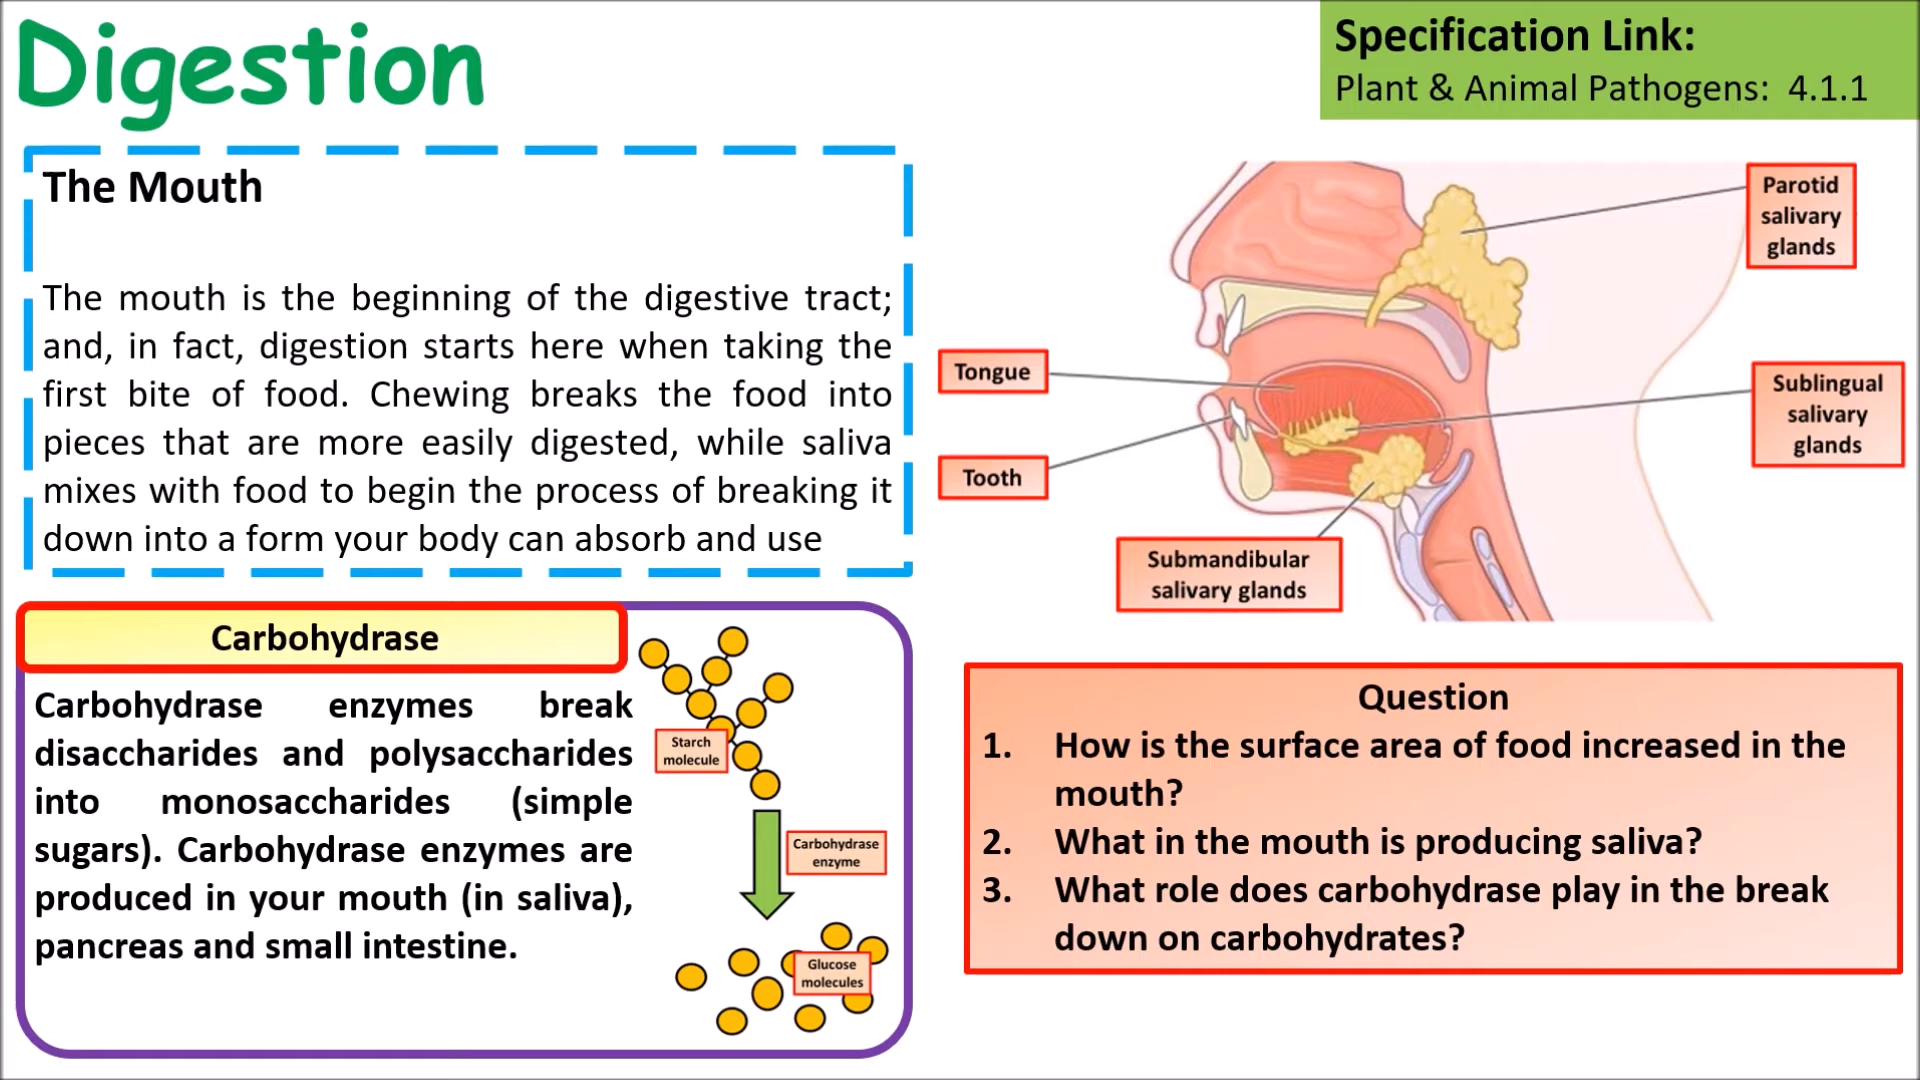 Digestion
Specification Link:
Plant & Animal Pathogens: 4.1.1
The Mouth
The mouth is the beginning of the digestive tract;
and, in fact, digestion starts here when taking the
first bite of food. Chewing breaks the food into
pieces that are more easily digested, while saliva
mixes with food to begin the process of breaking it
down into a form your body can absorb and use
Parotid
salivary
glands
Tongue
Sublingual
salivary
glands
Tooth
Submandibular
salivary glands
Carbohydrase
Carbohydrase enzymes break
disaccharides and polysaccharides
into monosaccharides (simple
sugars). Carbohydrase enzymes are
produced in your mouth (in saliva),
pancreas and small intestine.
Starch
molecule
Carbohydrase
enzyme
Glucose
molecules
Question
1. How is the surface area of food increased in the
mouth?
2. What in the mouth is producing saliva?
3. What role does carbohydrase play in the break
down on carbohydrates?